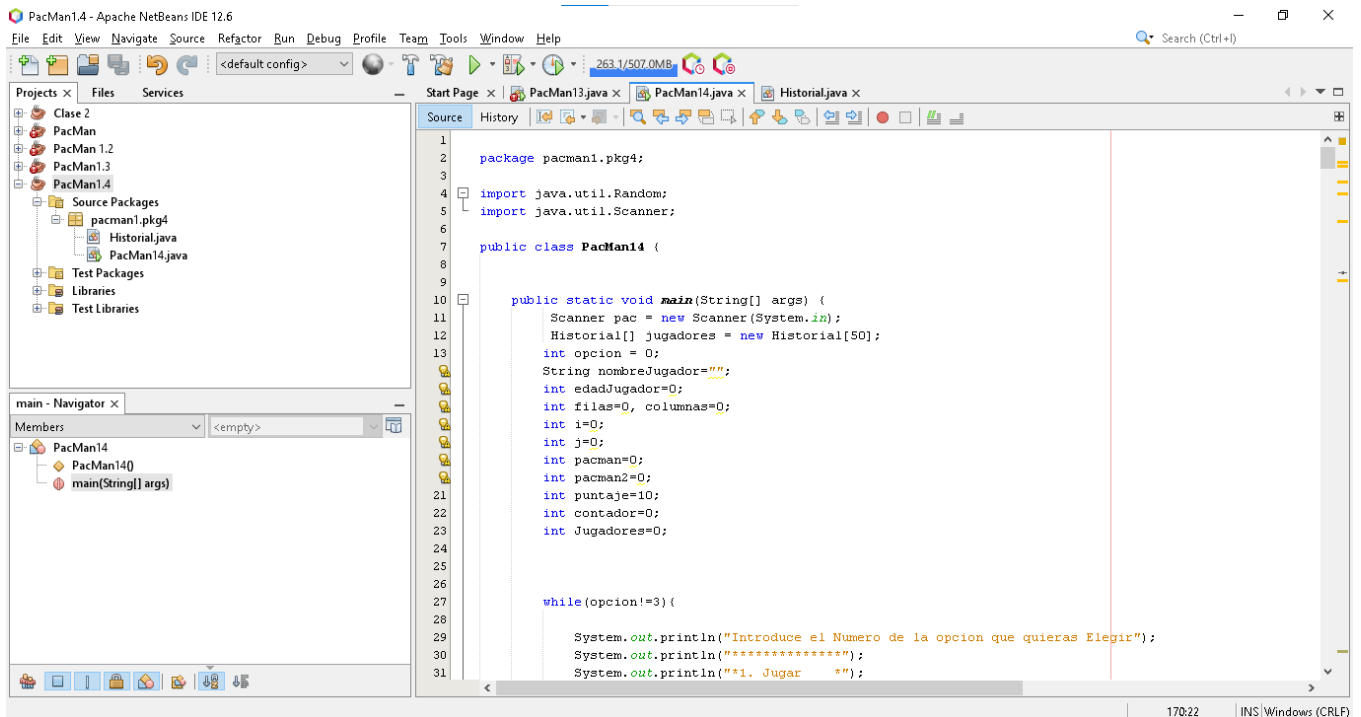 PacMan1.4 - Apache NetBeans IDE 12.6
File Edit View Navigate Source Refactor Run Debug Profile Team Tools Window Help
Search (Ctrl+I)
<default config>
263.1/507.0MB
Projects Files Services
Clase 2
PacMan
PacMan 1.2
PacMan1.3
PacMan1.4
Source Packages
pacman1.pkg4
Historial.java
PacMan14.java
Test Packages
Libraries
Test Libraries
main - Navigator
Members
<empty>
PacMan14
PacMan14()
main(String[] args)
Start Page PacMan13.java PacMan14.java Historial.java
Source History
1
2 package pacman1.pkg4;
3
4 import java.util.Random;
5 import java.util.Scanner;
6
7 public class PacMan14 {
8
9
10 public static void main(String[] args) {
11 Scanner pac = new Scanner(System.in);
12 Historial[] jugadores = new Historial[50];
13 int opcion = 0;
String nombreJugador="";
int edadJugador=0;
int filas=0, columnas=0;
int i=0;
int j=0;
int pacman=0;
int pacman2=0;
21 int puntaje=10;
22 int contador=0;
23 int Jugadores=0;
24
25
26
27 while(opcion!=3){
28
29 System.out.println("Introduce el Numero de la opcion que quieras Elegir");
30 System.out.println("**************");
31 System.out.println("*1. Jugar    *");
170:22 INS Windows (CRLF)